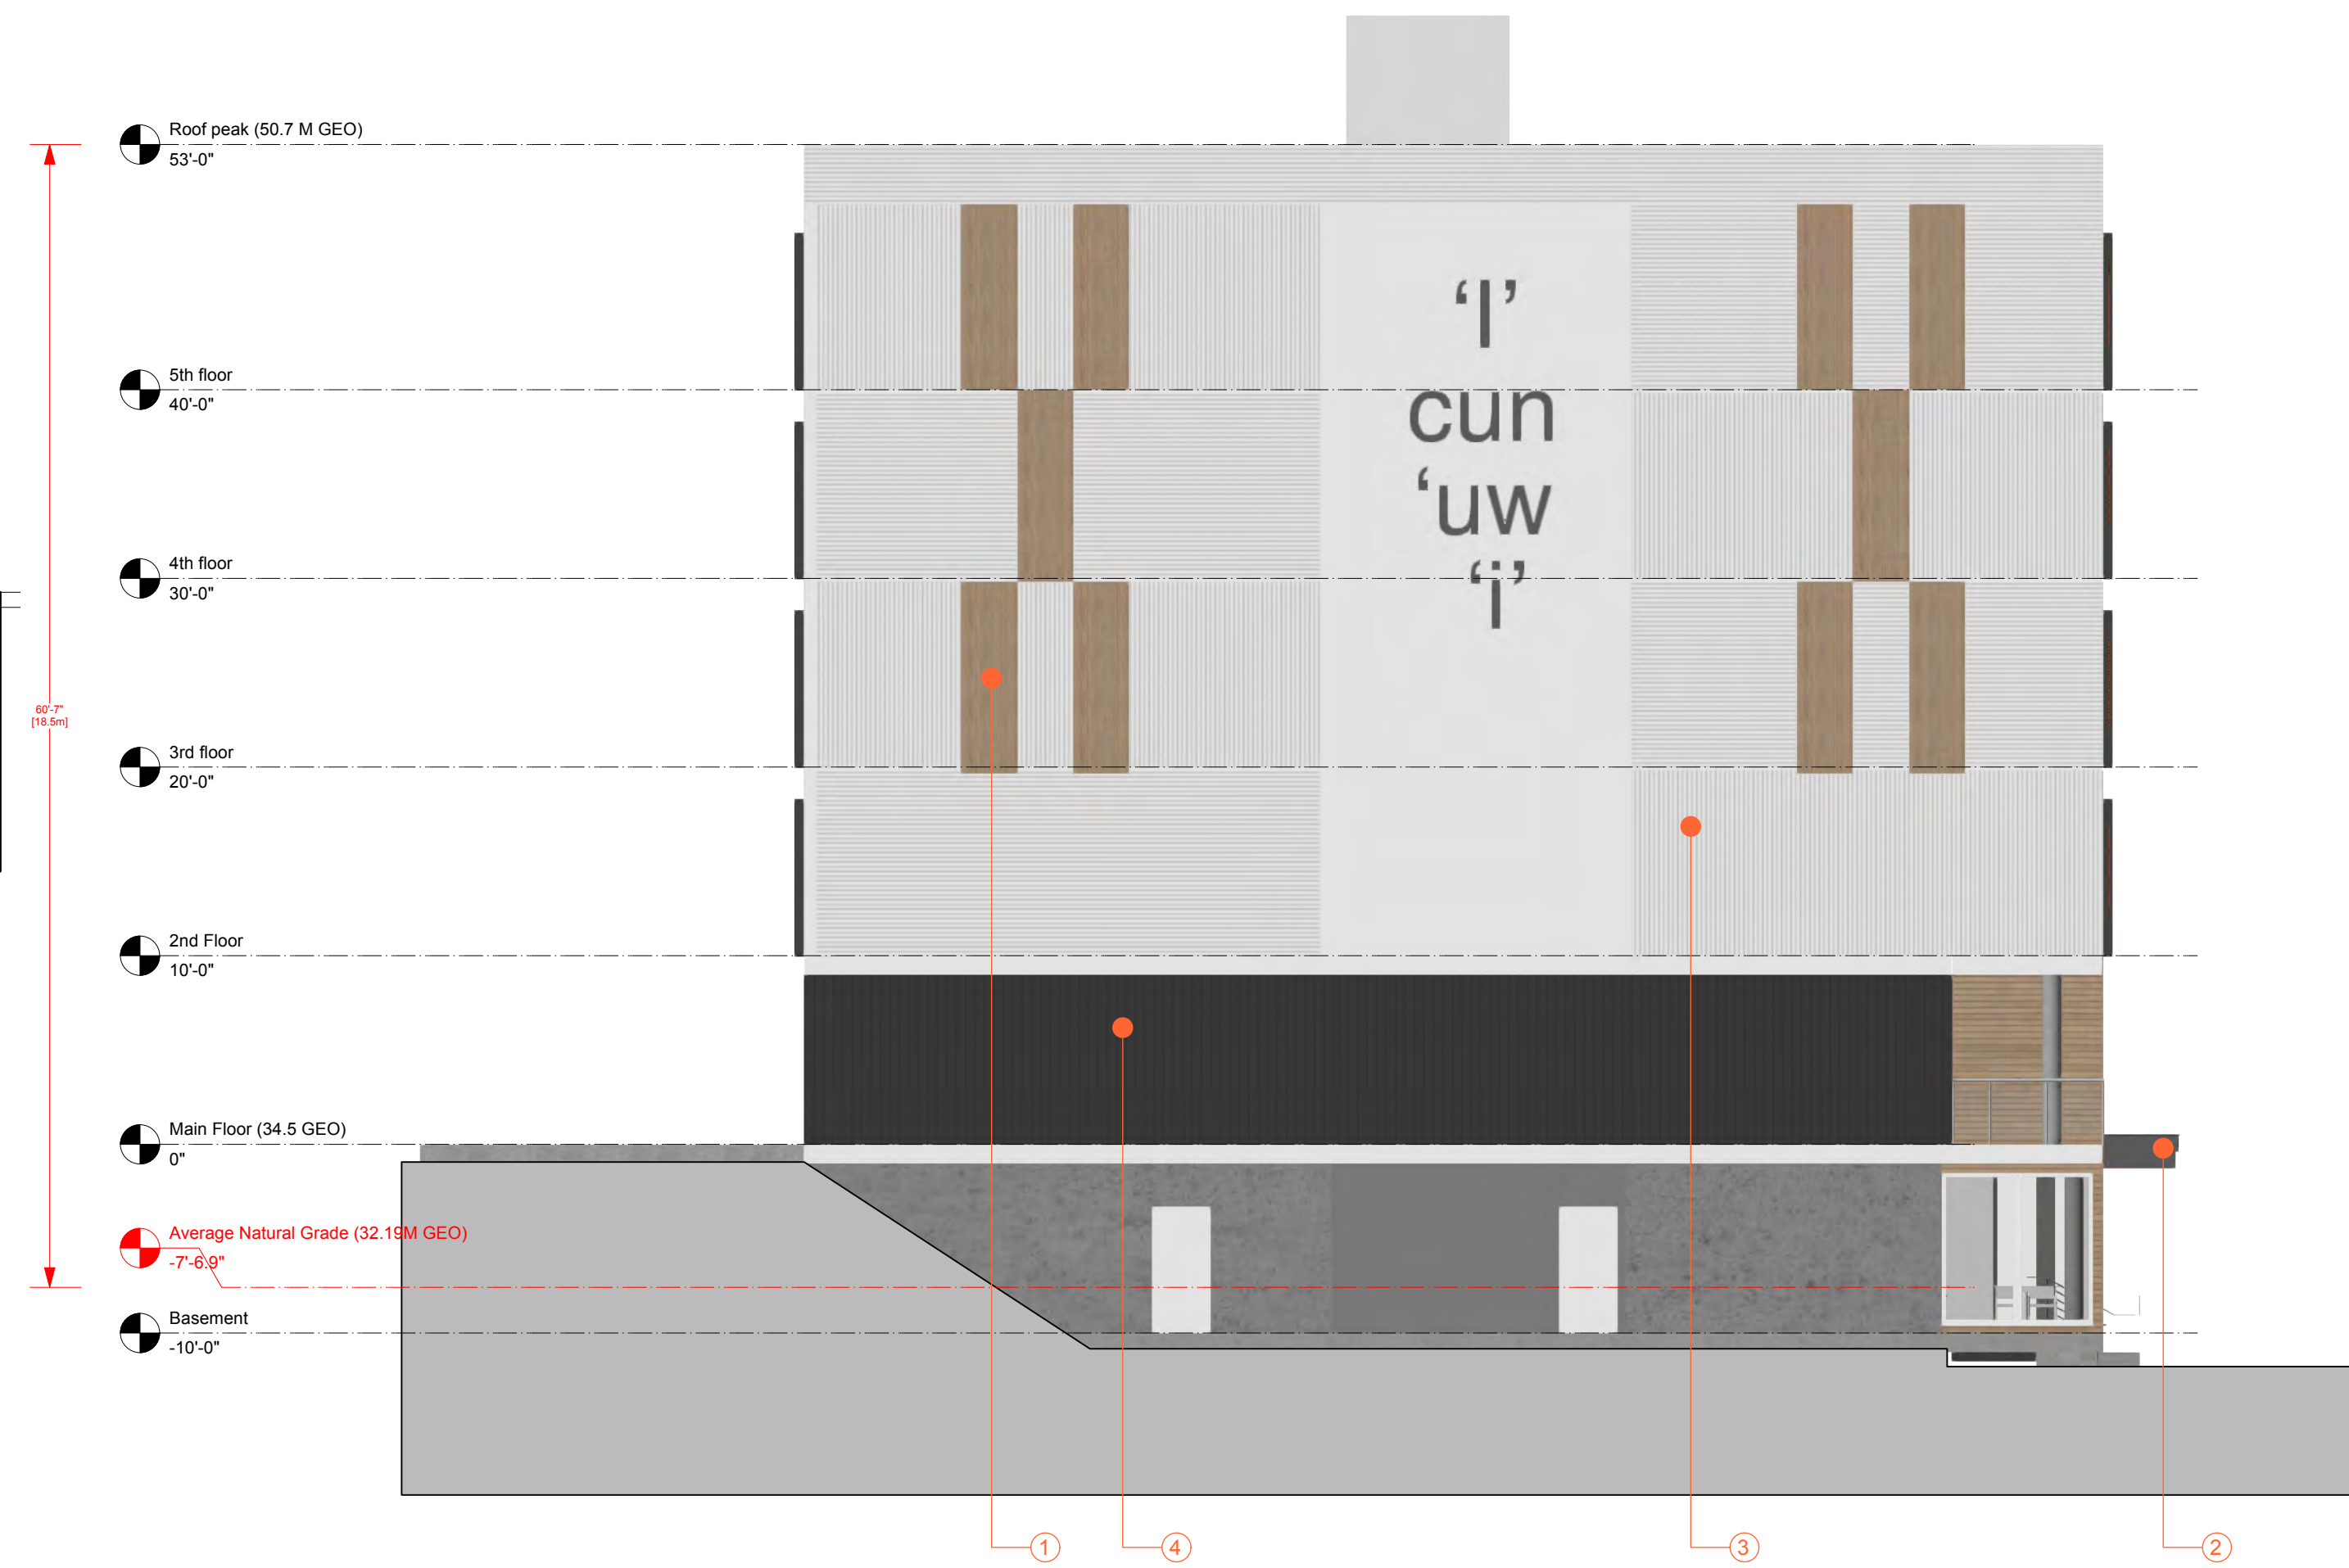 Roof peak (50.7 M GEO)
53'-0"
5th floor
40'-0"
4th floor
30'-0"
60'-7"
[18.5m]
3rd floor
20'-0"
2nd Floor
10'-0"
Main Floor (34.5 GEO)
0"
Average Natural Grade (32.19M GEO)
-7'-6.9"
Basement
-10'-0"
‘l’
cun
‘uw
‘i’
1
4
3
2